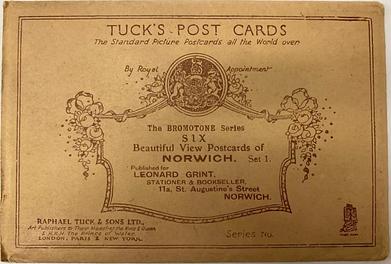 TUCK'S POST CARDS
The Standard Picture Postcards all the World over
By Royal Appointment
The BROMOTONE Series
SIX
Beautiful View Postcards of
NORWICH. Set 1.
Published for
LEONARD GRINT,
STATIONER & BOOKSELLER,
11a, St. Augustine's Street
NORWICH.
RAPHAEL TUCK & SONS LTD.,
Art Publishers to Their Majesties the King & Queen
& H.R.H. The Prince of Wales.
LONDON, PARIS & NEW YORK.
Series No.